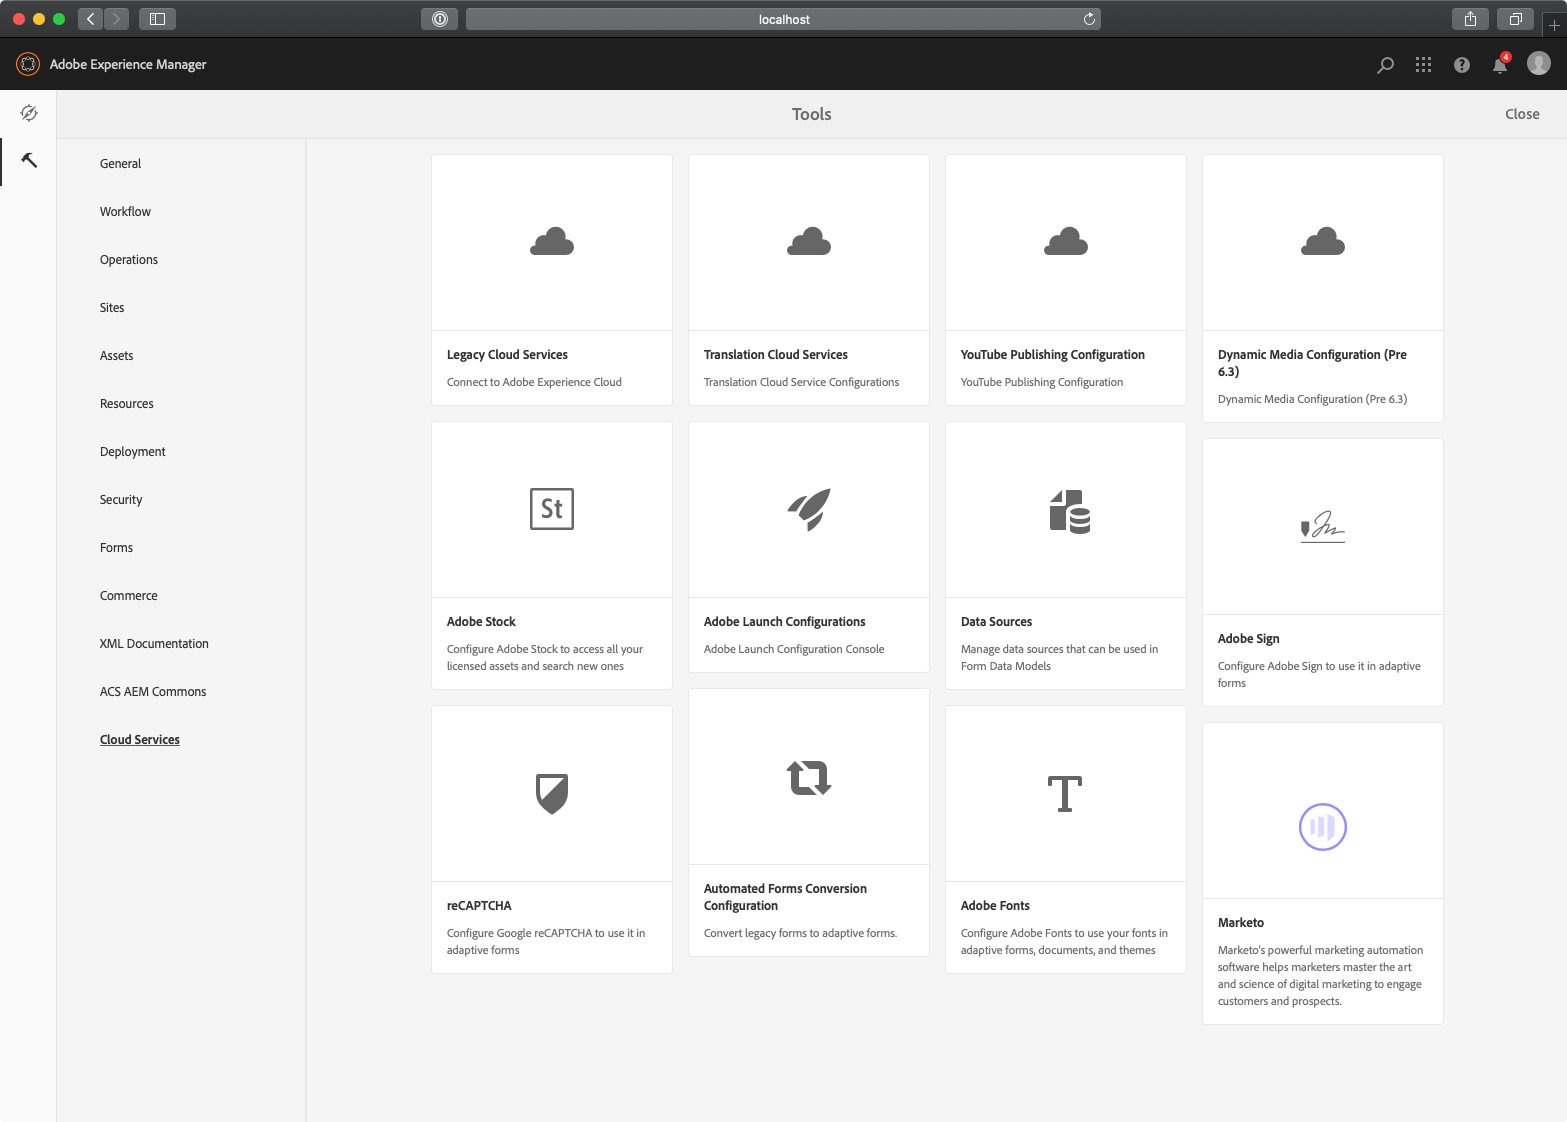 localhost
Adobe Experience Manager
4
Tools
Close
General
Workflow
Operations
Sites
Assets
Resources
Deployment
Security
Forms
Commerce
XML Documentation
ACS AEM Commons
Cloud Services
Legacy Cloud Services
Connect to Adobe Experience Cloud
Translation Cloud Services
Translation Cloud Service Configurations
YouTube Publishing Configuration
YouTube Publishing Configuration
Dynamic Media Configuration (Pre
6.3)
Dynamic Media Configuration (Pre 6.3)
St
Adobe Stock
Configure Adobe Stock to access all your
licensed assets and search new ones
Adobe Launch Configurations
Adobe Launch Configuration Console
Data Sources
Manage data sources that can be used in
Form Data Models
Adobe Sign
Configure Adobe Sign to use it in adaptive
forms
reCAPTCHA
Configure Google reCAPTCHA to use it in
adaptive forms
Automated Forms Conversion
Configuration
Convert legacy forms to adaptive forms.
T
Adobe Fonts
Configure Adobe Fonts to use your fonts in
adaptive forms, documents, and themes
Marketo
Marketo's powerful marketing automation
software helps marketers master the art
and science of digital marketing to engage
customers and prospects.